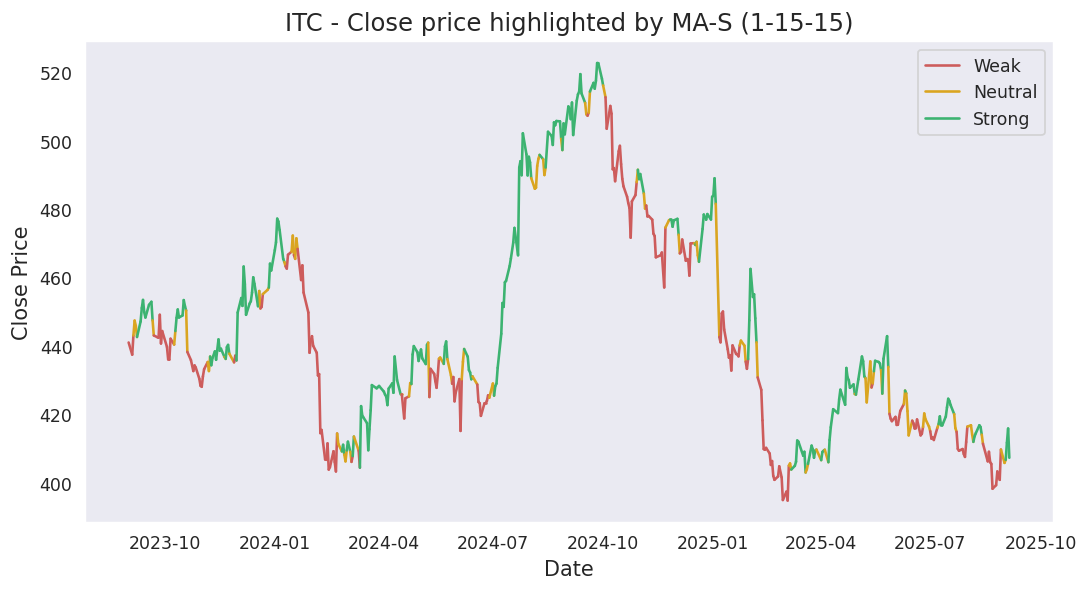 ITC - Close price highlighted by MA-S (1-15-15)
Weak
Neutral
Strong
Close Price
520
500
480
460
440
420
400
2023-10 2024-01 2024-04 2024-07 2024-10 2025-01 2025-04 2025-07 2025-10
Date